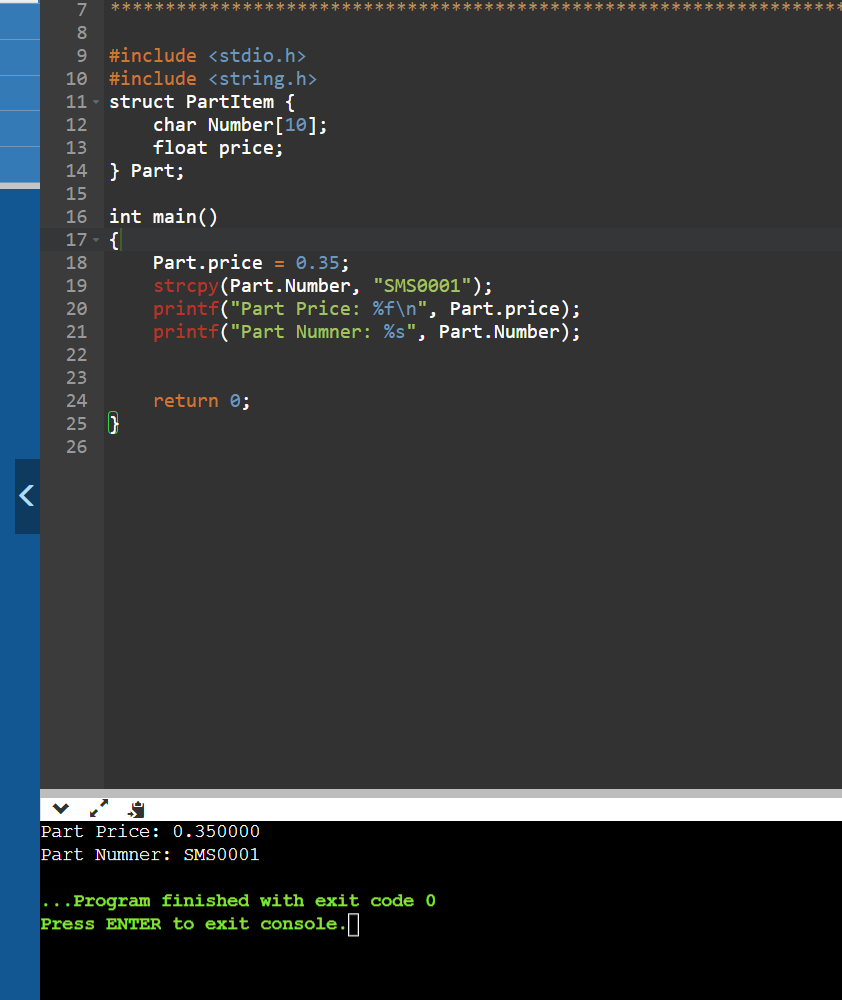 7 *******************************************************************
8
9 #include <stdio.h>
10 #include <string.h>
11 struct PartItem {
12     char Number[10];
13     float price;
14 } Part;
15
16 int main()
17 {
18     Part.price = 0.35;
19     strcpy(Part.Number, "SMS0001");
20     printf("Part Price: %f\n", Part.price);
21     printf("Part Numner: %s", Part.Number);
22
23
24     return 0;
25 }
26
Part Price: 0.350000
Part Numner: SMS0001
...Program finished with exit code 0
Press ENTER to exit console.